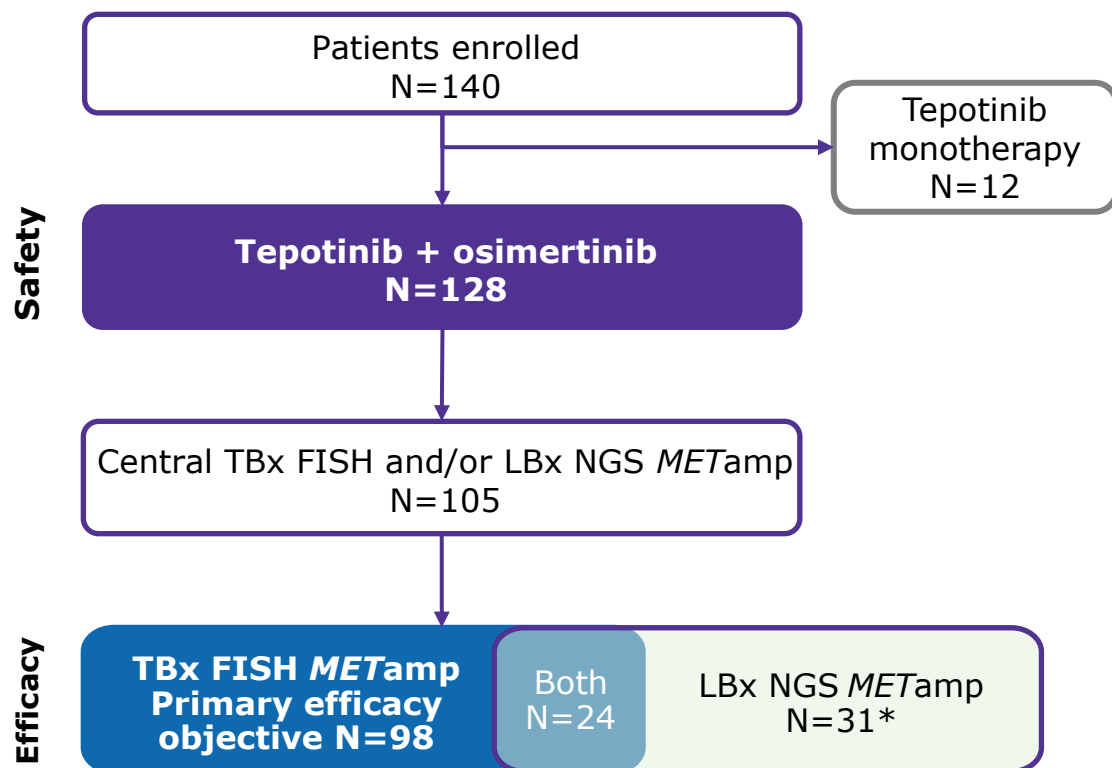 Patients enrolled
N=140
Tepotinib
monotherapy
N=12
Safety
Tepotinib + osimertinib
N=128
Central TBx FISH and/or LBx NGS METamp
N=105
Efficacy
TBx FISH METamp
Primary efficacy
objective N=98
Both
N=24
LBx NGS METamp
N=31*